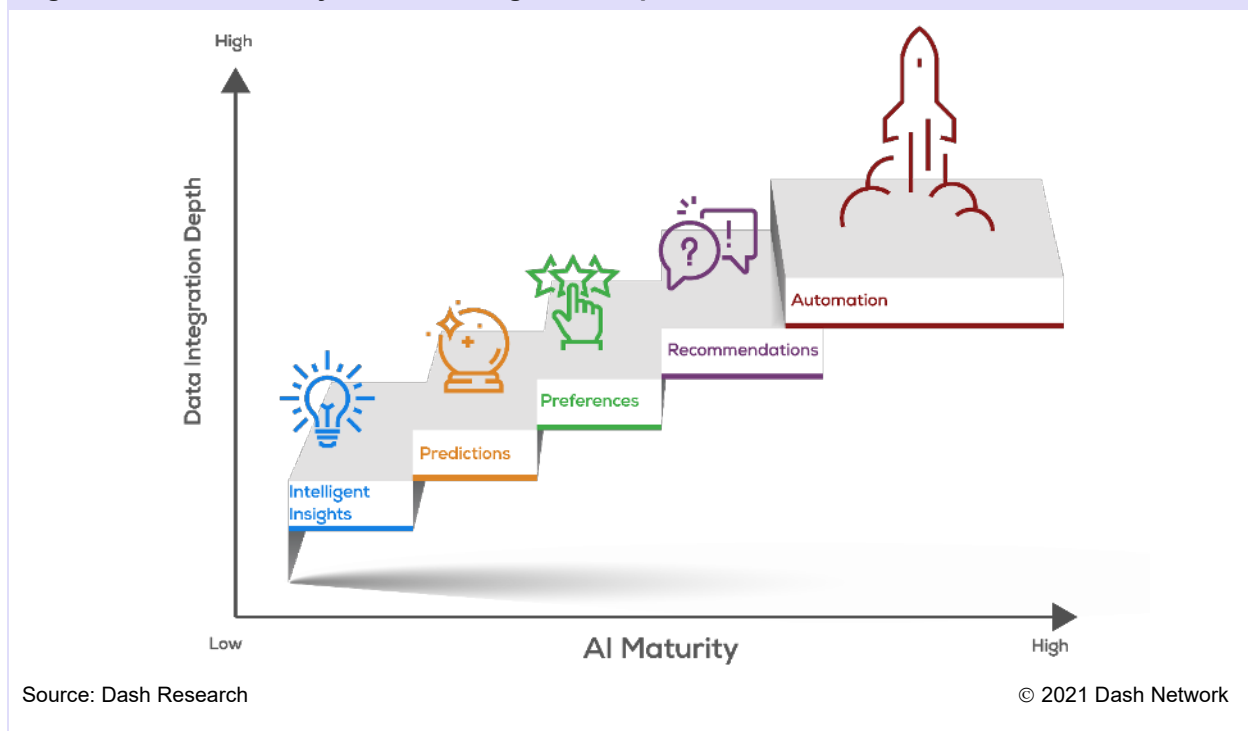 High
Data Integration Depth
Automation
Recommendations
Preferences
Predictions
Intelligent
Insights
Low
AI Maturity
High
Source: Dash Research
© 2021 Dash Network